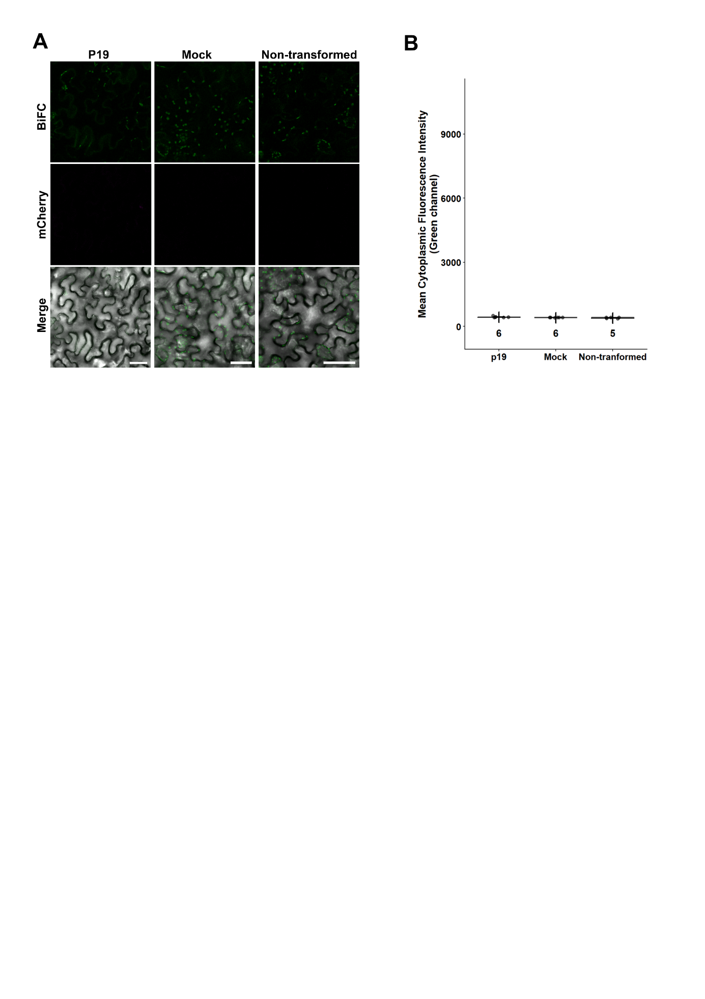 A
P19
Mock
Non-transformed
BiFC
mCherry
Merge
B
Mean Cytoplasmic Fluorescence Intensity
(Green channel)
9000
6000
3000
0
6
6
5
p19
Mock
Non-tranformed